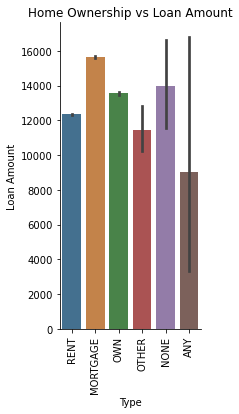 Home Ownership vs Loan Amount
16000
14000
12000
10000
8000
6000
4000
2000
0
Loan Amount
RENT
MORTGAGE
OWN
OTHER
NONE
ANY
Type